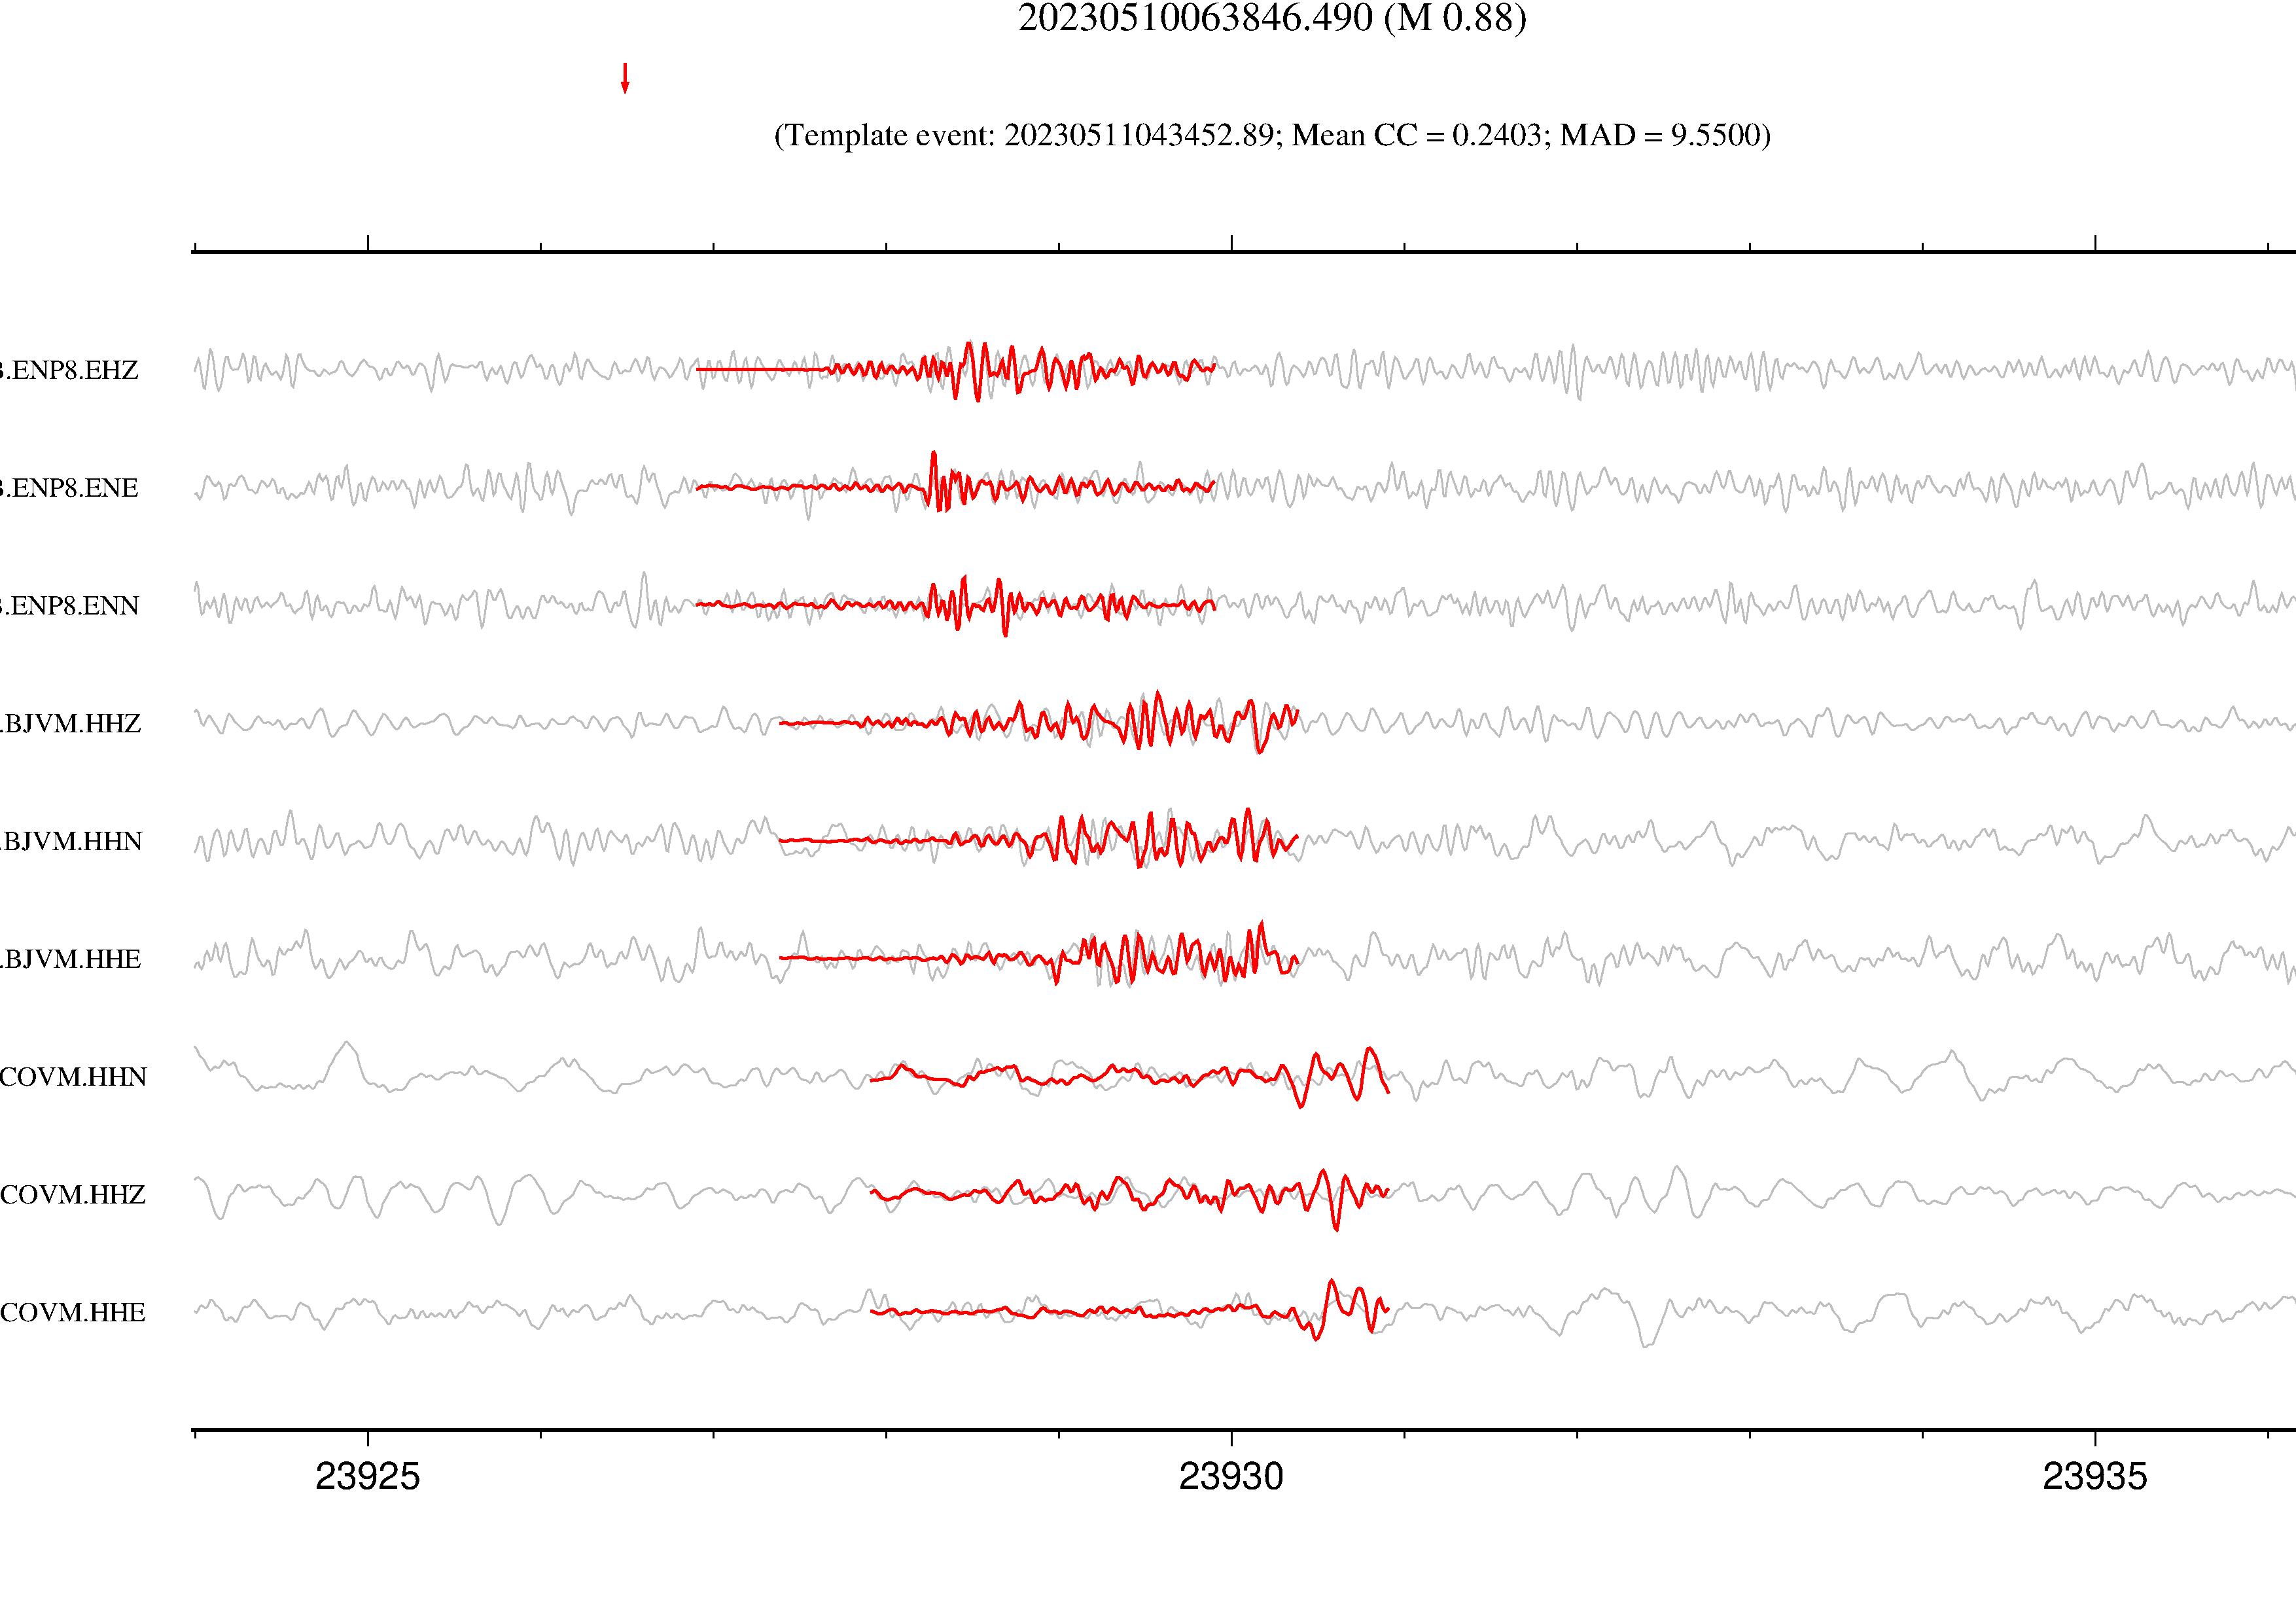 20230510063846.490 (M 0.88)
(Template event: 20230511043452.89; Mean CC = 0.2403; MAD = 9.5500)
.ENP8.EHZ
.ENP8.ENE
.ENP8.ENN
.BJVM.HHZ
.BJVM.HHN
.BJVM.HHE
COVM.HHN
COVM.HHZ
COVM.HHE
23925 23930 23935